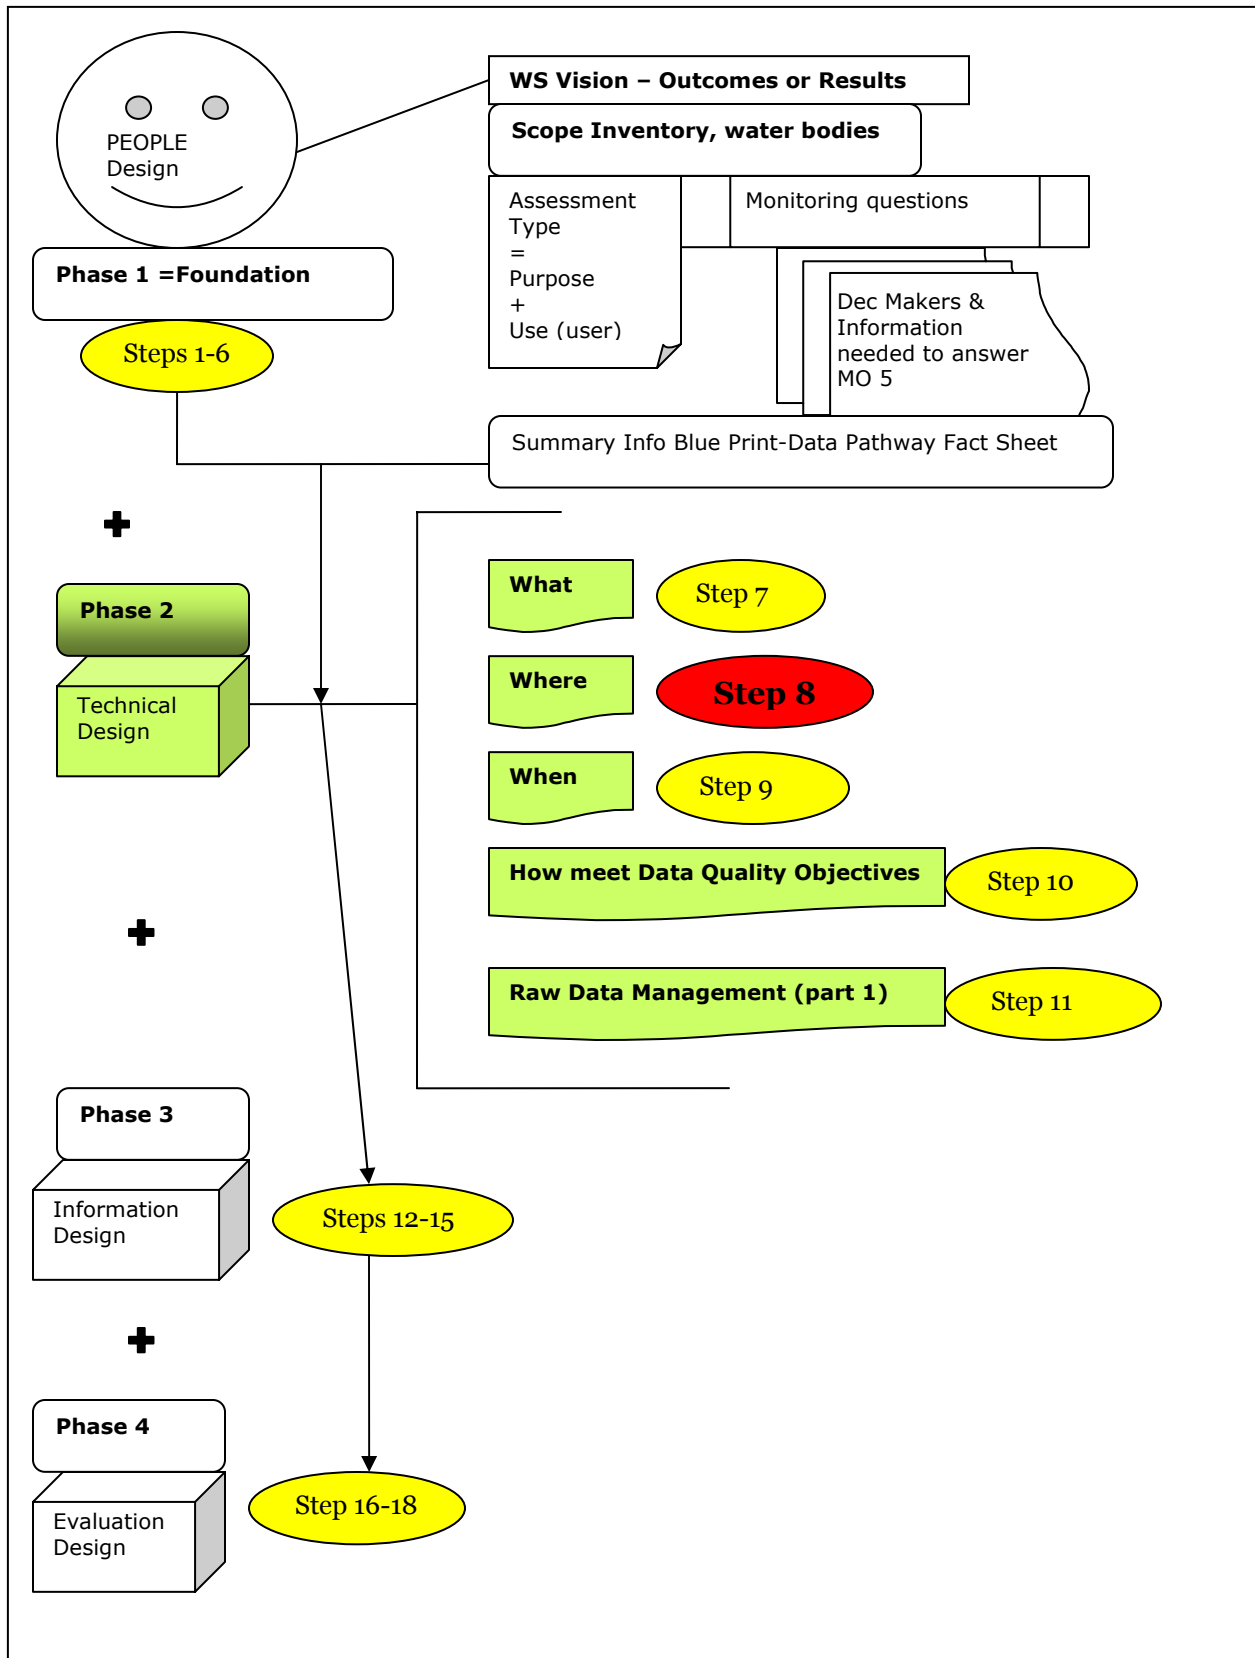 PEOPLE
Design
WS Vision – Outcomes or Results
Scope Inventory, water bodies
Assessment
Type
=
Purpose
+
Use (user)
Monitoring questions
Dec Makers &
Information
needed to answer
MO 5
Phase 1 =Foundation
Steps 1-6
Summary Info Blue Print-Data Pathway Fact Sheet
Phase 2
Technical
Design
What
Step 7
Where
Step 8
When
Step 9
How meet Data Quality Objectives
Step 10
Raw Data Management (part 1)
Step 11
Phase 3
Information
Design
Steps 12-15
Phase 4
Evaluation
Design
Step 16-18